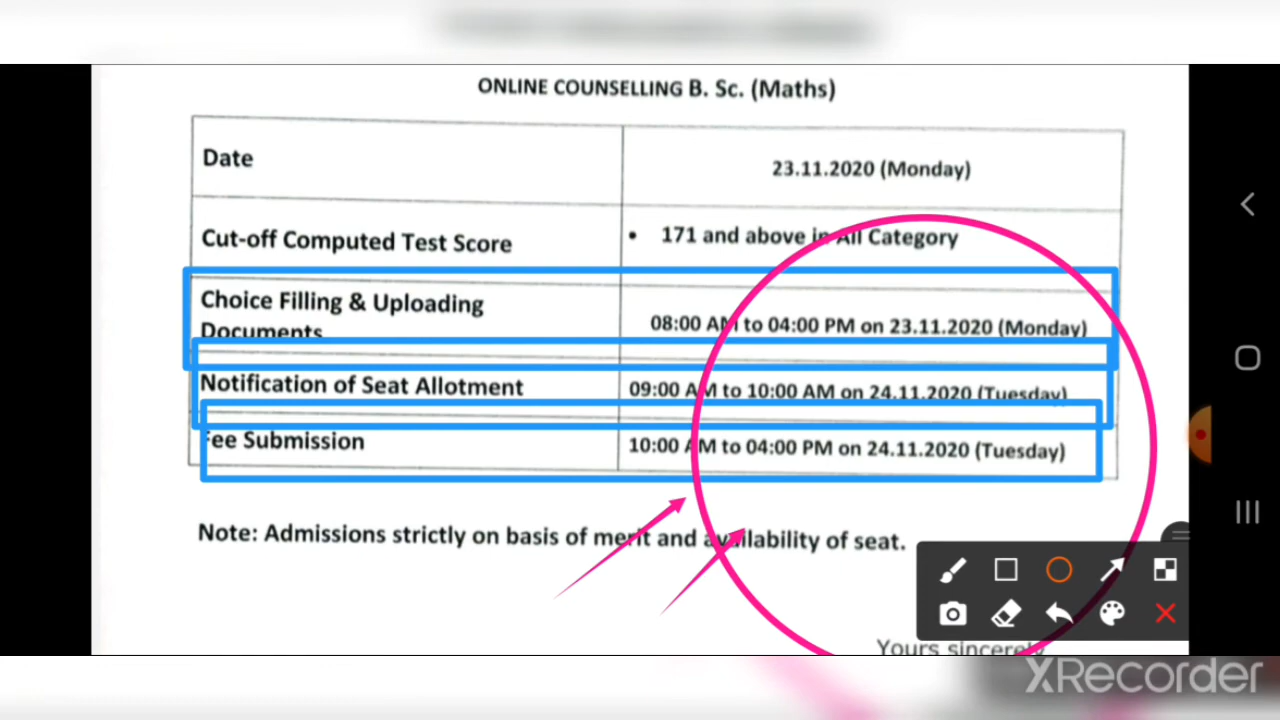 ONLINE COUNSELLING B. Sc. (Maths)
Date
23.11.2020 (Monday)
Cut-off Computed Test Score
• 171 and above in All Category
Choice Filling & Uploading
Documents
08:00 AM to 04:00 PM on 23.11.2020 (Monday)
Notification of Seat Allotment
09:00 AM to 10:00 AM on 24.11.2020 (Tuesday)
Fee Submission
10:00 AM to 04:00 PM on 24.11.2020 (Tuesday)
Note: Admissions strictly on basis of merit and availability of seat.
Yours sincerely
XRecorder